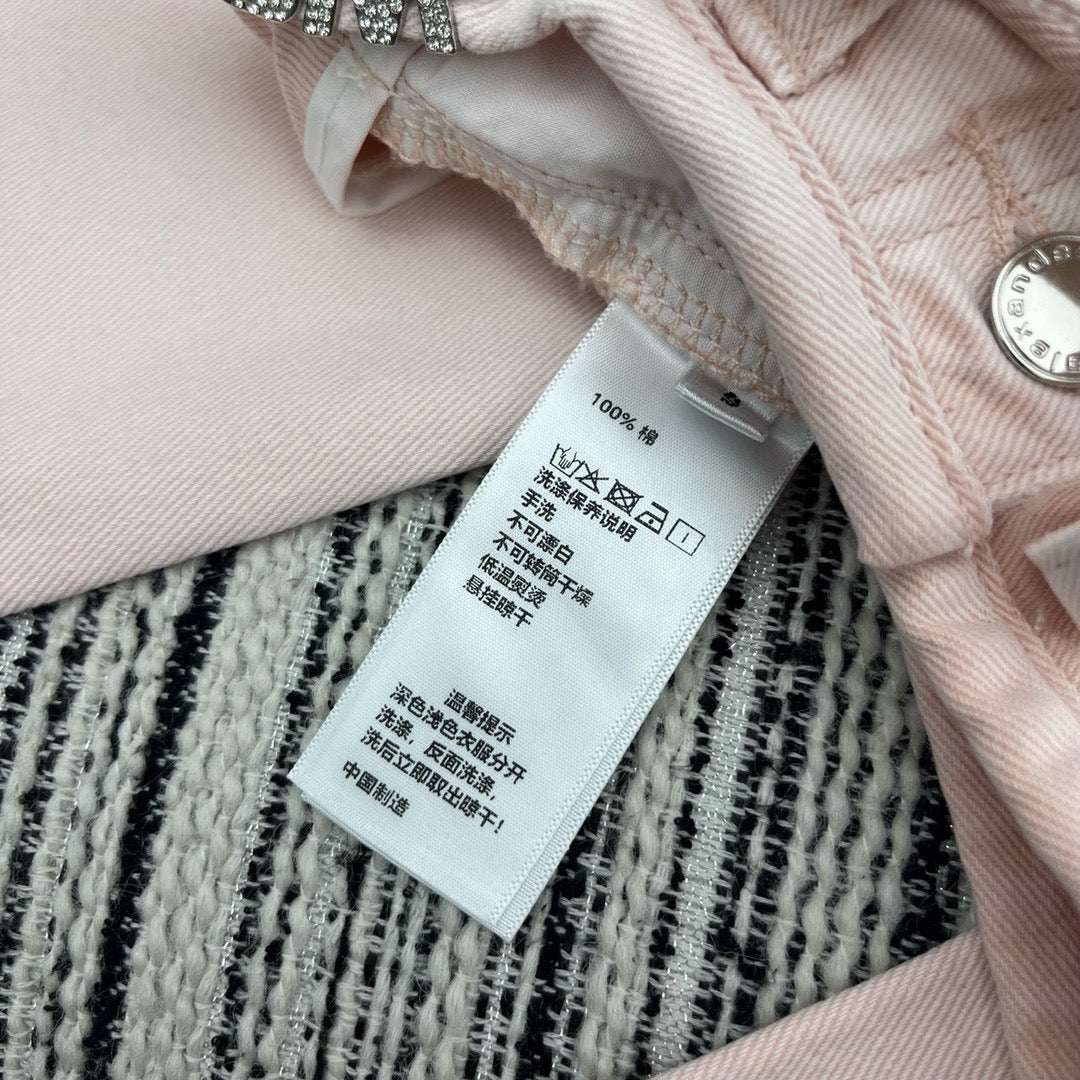 100% 棉
洗涤保养说明
手洗
不可漂白
不可转筒干燥
低温熨烫
悬挂晾干
温馨提示
深色浅色衣服分开
洗涤，反面洗涤，
洗后立即取出晾干！
中国制造